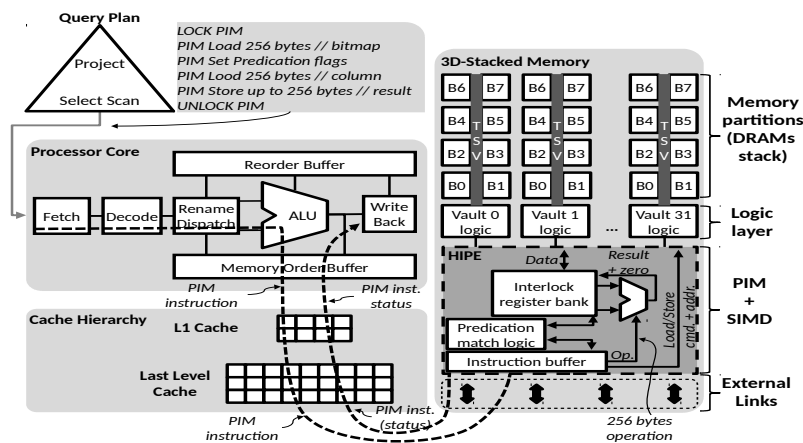 Query Plan
Project
Select Scan
LOCK PIM
PIM Load 256 bytes // bitmap
PIM Set Predication flags
PIM Load 256 bytes // column
PIM Store up to 256 bytes // result
UNLOCK PIM
Processor Core
Reorder Buffer
Fetch
Decode
Rename
Dispatch
ALU
Write
Back
Memory Order Buffer
PIM
instruction
PIM inst.
status
Cache Hierarchy
L1 Cache
Last Level
Cache
PIM
instruction
PIM inst.
(status)
3D-Stacked Memory
B6 B7 B6 B7 B6 B7
B4 B5 B4 B5 B4 B5
B2 B3 B2 B3 B2 B3
B0 B1 B0 B1 B0 B1
TSV TSV TSV
Vault 0
logic
Vault 1
logic
...
Vault 31
logic
HIPE
Data
Result
+ zero
Interlock
register bank
Predication
match logic
Instruction buffer
Op.
Load/Store
cmd. + addr.
256 bytes
operation
Memory
partitions
(DRAMs
stack)
Logic
layer
PIM
+
SIMD
External
Links